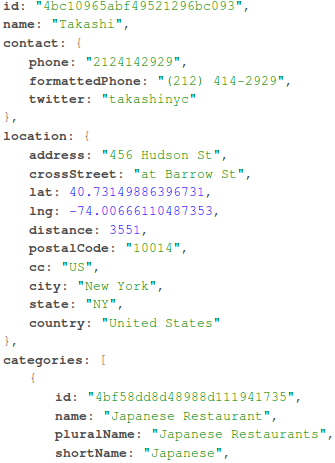 id: "4bc10965abf49521296bc093",
name: "Takashi",
contact: {
phone: "2124142929",
formattedPhone: "(212) 414-2929",
twitter: "takashinyc"
},
location: {
address: "456 Hudson St",
crossStreet: "at Barrow St",
lat: 40.73149886396731,
lng: -74.00666110487353,
distance: 3551,
postalCode: "10014",
cc: "US",
city: "New York",
state: "NY",
country: "United States"
},
categories: [
{
id: "4bf58dd8d48988d111941735",
name: "Japanese Restaurant",
pluralName: "Japanese Restaurants",
shortName: "Japanese",